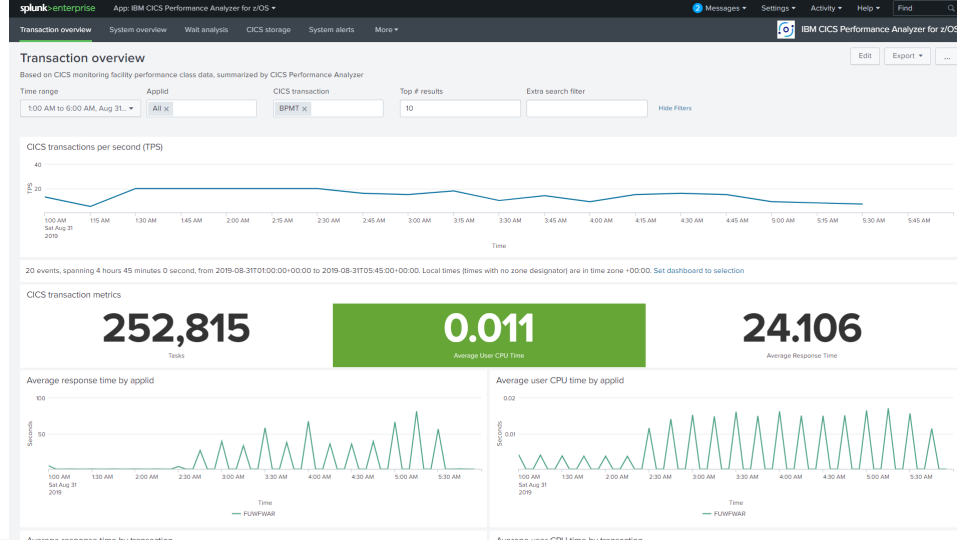 splunk>enterprise App: IBM CICS Performance Analyzer for z/OS 2 Messages Settings Activity Help Find
Transaction overview System overview Wait analysis CICS storage System alerts More IBM CICS Performance Analyzer for z/OS
Transaction overview Edit Export ...
Based on CICS monitoring facility performance class data, summarized by CICS Performance Analyzer
Time range Applid CICS transaction Top # results Extra search filter
1:00 AM to 6:00 AM, Aug 31... All × BPMT × 10 Hide Filters
CICS transactions per second (TPS)
40
TPS
20
1:00 AM 1:15 AM 1:30 AM 1:45 AM 2:00 AM 2:15 AM 2:30 AM 2:45 AM 3:00 AM 3:15 AM 3:30 AM 3:45 AM 4:00 AM 4:15 AM 4:30 AM 4:45 AM 5:00 AM 5:15 AM 5:30 AM 5:45 AM
Sat Aug 31
2019
Time
20 events, spanning 4 hours 45 minutes 0 second, from 2019-08-31T01:00:00+00:00 to 2019-08-31T05:45:00+00:00. Local times (times with no zone designator) are in time zone +00:00. Set dashboard to selection
CICS transaction metrics
252,815 0.011 24.106
Tasks Average User CPU Time Average Response Time
Average response time by applid
100
Seconds
50
1:00 AM 1:30 AM 2:00 AM 2:30 AM 3:00 AM 3:30 AM 4:00 AM 4:30 AM 5:00 AM 5:30 AM
Sat Aug 31
2019
Time
FUWFWAR
Average user CPU time by applid
0.02
Seconds
0.01
1:00 AM 1:30 AM 2:00 AM 2:30 AM 3:00 AM 3:30 AM 4:00 AM 4:30 AM 5:00 AM 5:30 AM
Sat Aug 31
2019
Time
FUWFWAR
Average response time by transaction Average user CPU time by transaction